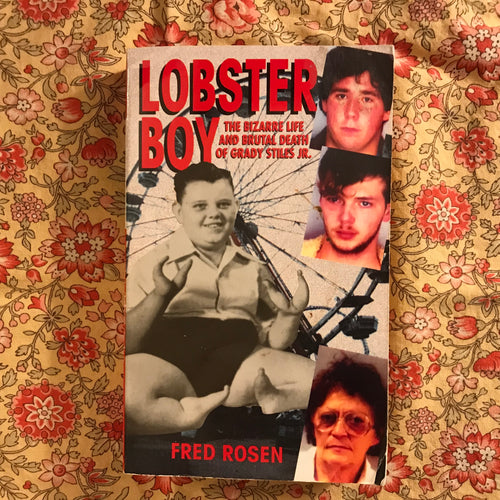 LOBSTER
BOY
THE BIZARRE LIFE
AND BRUTAL DEATH
OF GRADY STILES JR.
FRED ROSEN